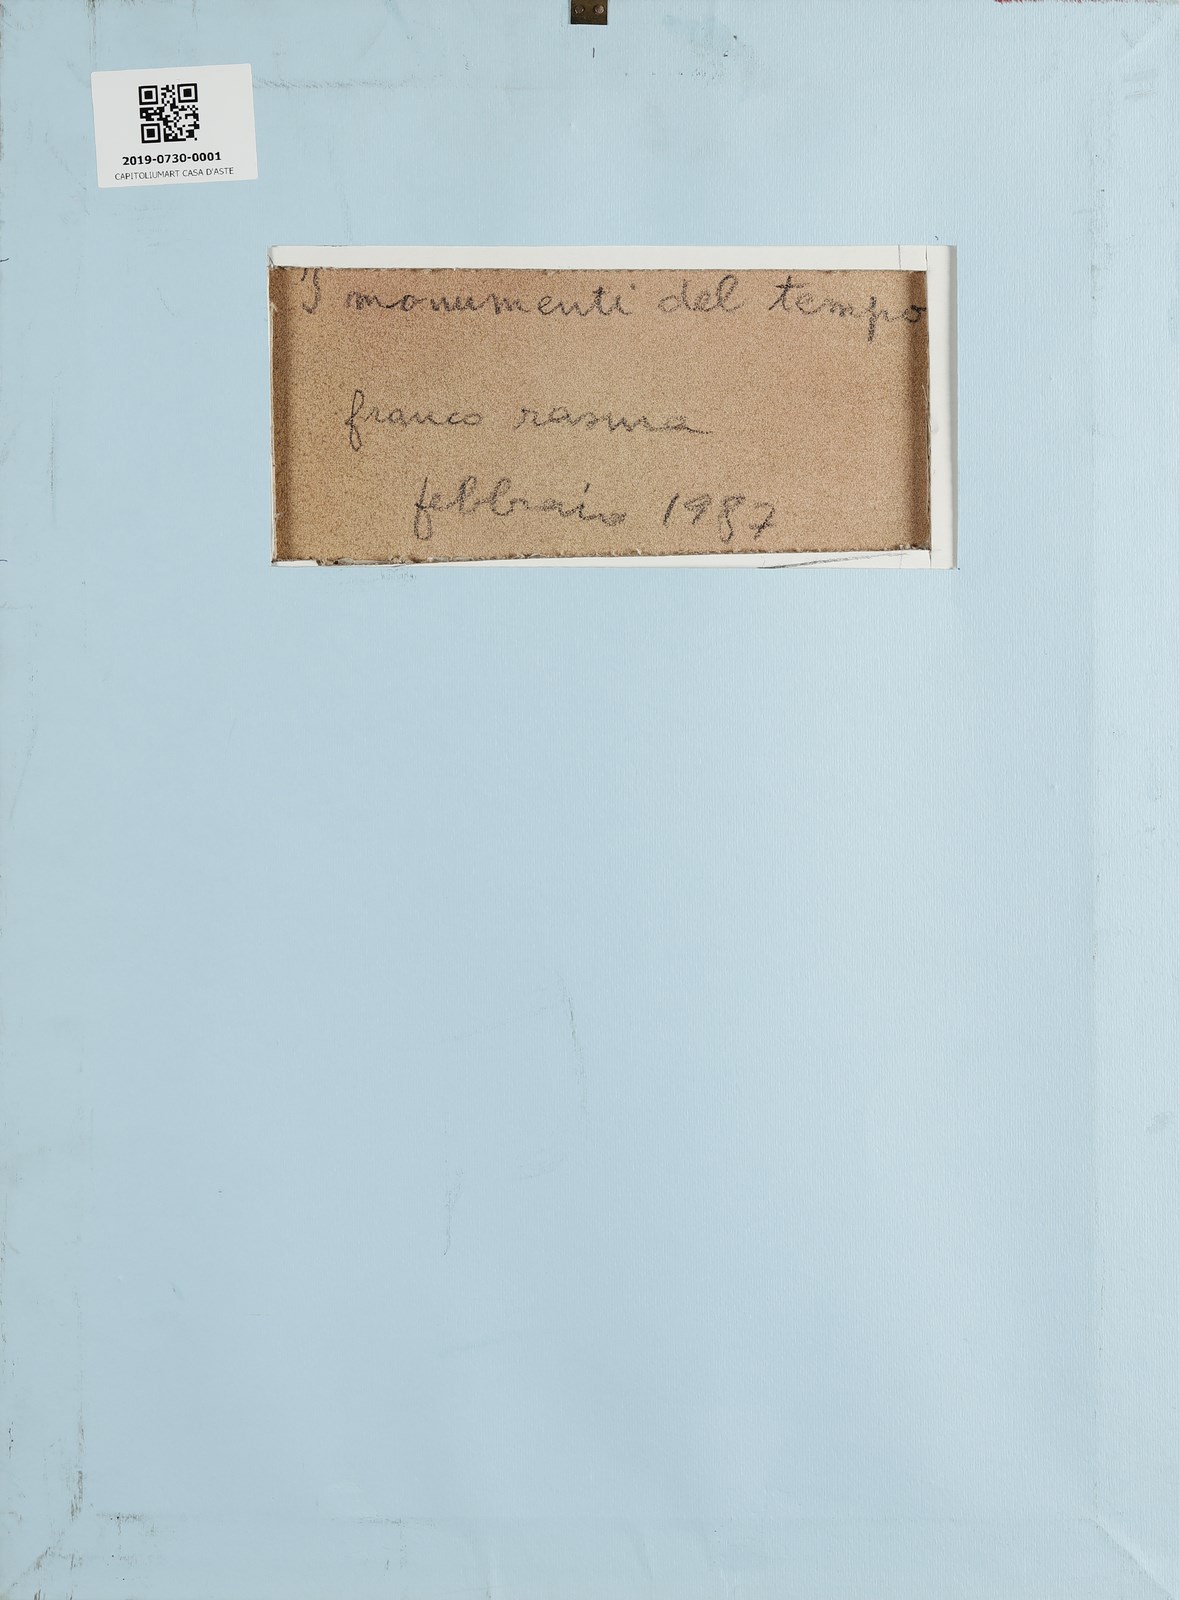 2019-0730-0001
CAPITOLIUMART CASA D'ASTE
I monumenti del tempo
franco rasma
febbraio 1987